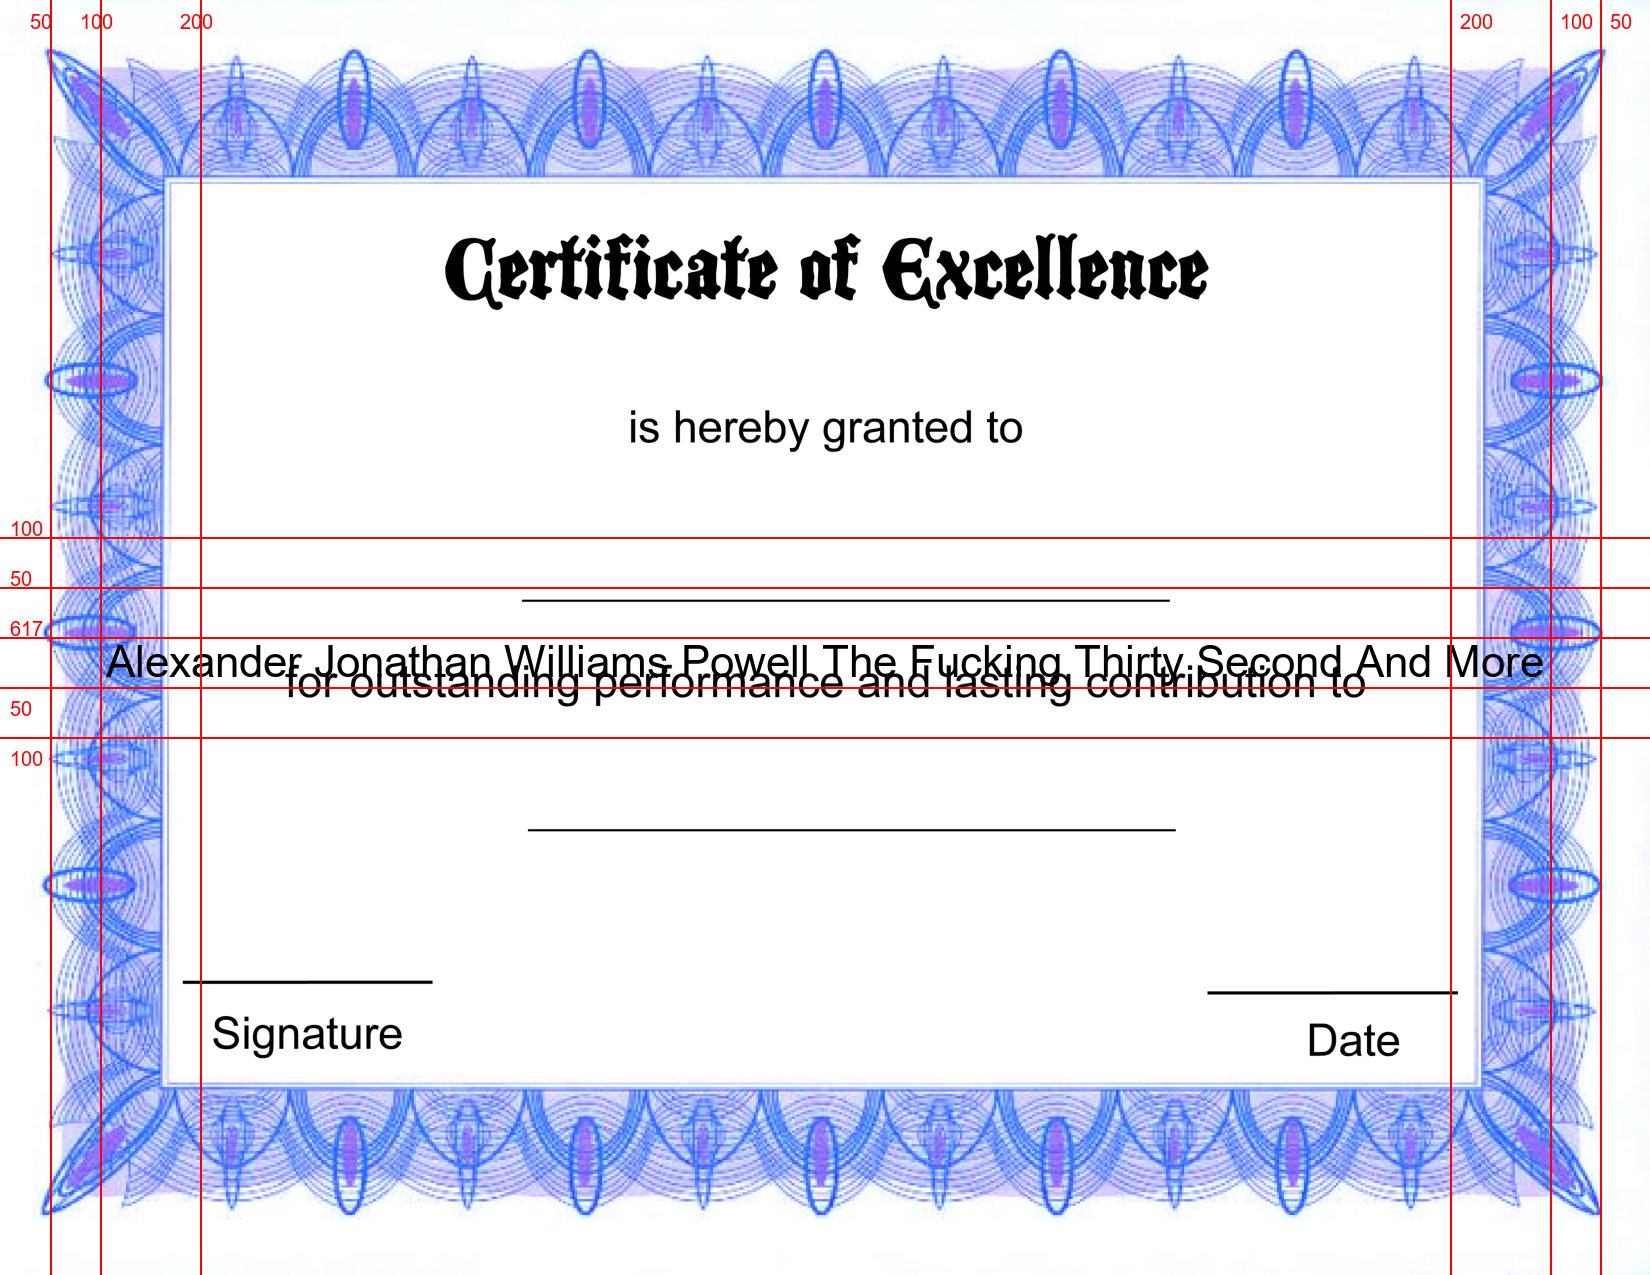 50 100 200 200 100 50
Certificate of Excellence
is hereby granted to
100
50
617
Alexander Jonathan Williams Powell The Fucking Thirty Second And More
for outstanding performance and lasting contribution to
50
100
Signature
Date